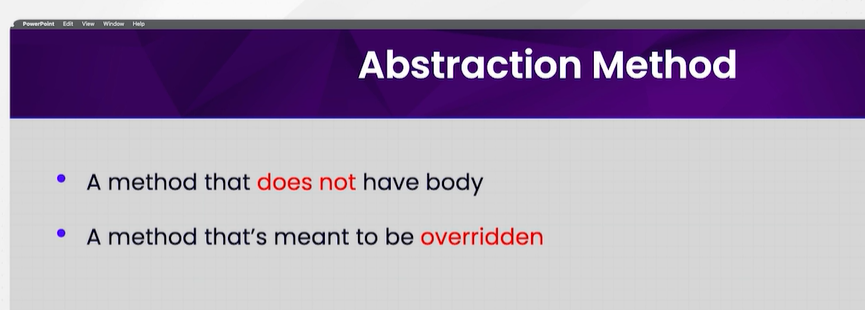 PowerPoint Edit View Window Help
Abstraction Method
• A method that does not have body
• A method that's meant to be overridden